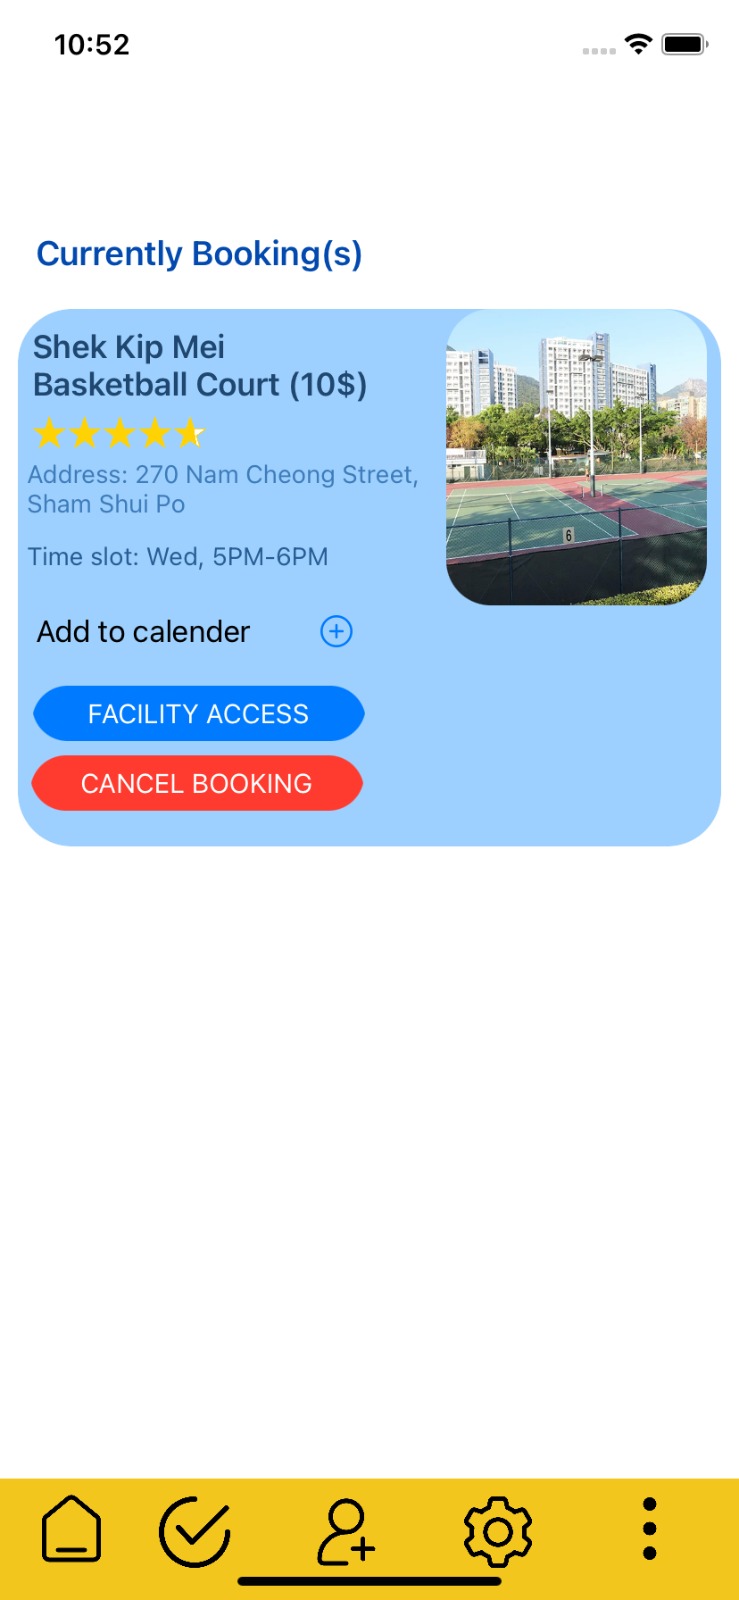 10:52
Currently Booking(s)
Shek Kip Mei
Basketball Court (10$)
Address: 270 Nam Cheong Street,
Sham Shui Po
Time slot: Wed, 5PM-6PM
6
Add to calender
FACILITY ACCESS
CANCEL BOOKING